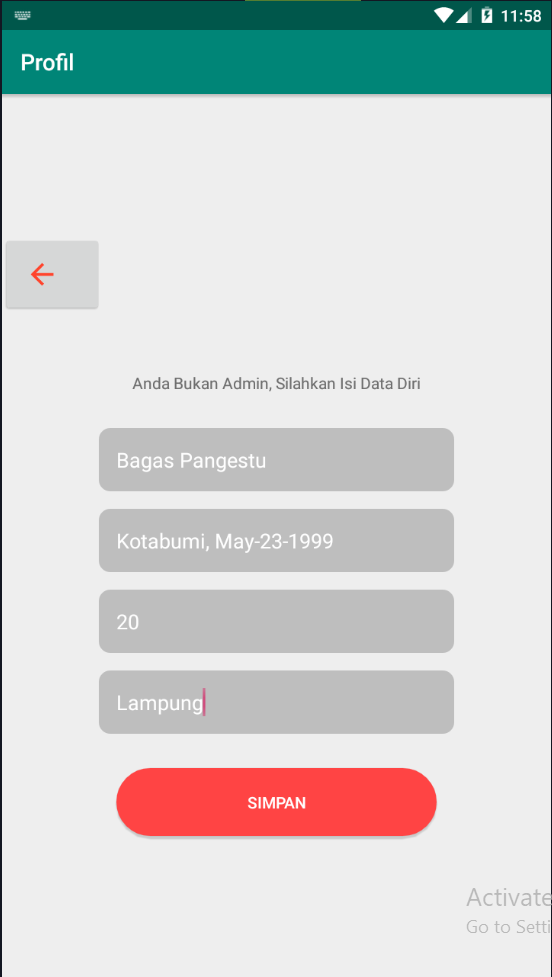 11:58
Profil
Anda Bukan Admin, Silahkan Isi Data Diri
Bagas Pangestu
Kotabumi, May-23-1999
20
Lampung
SIMPAN
Activate
Go to Setti